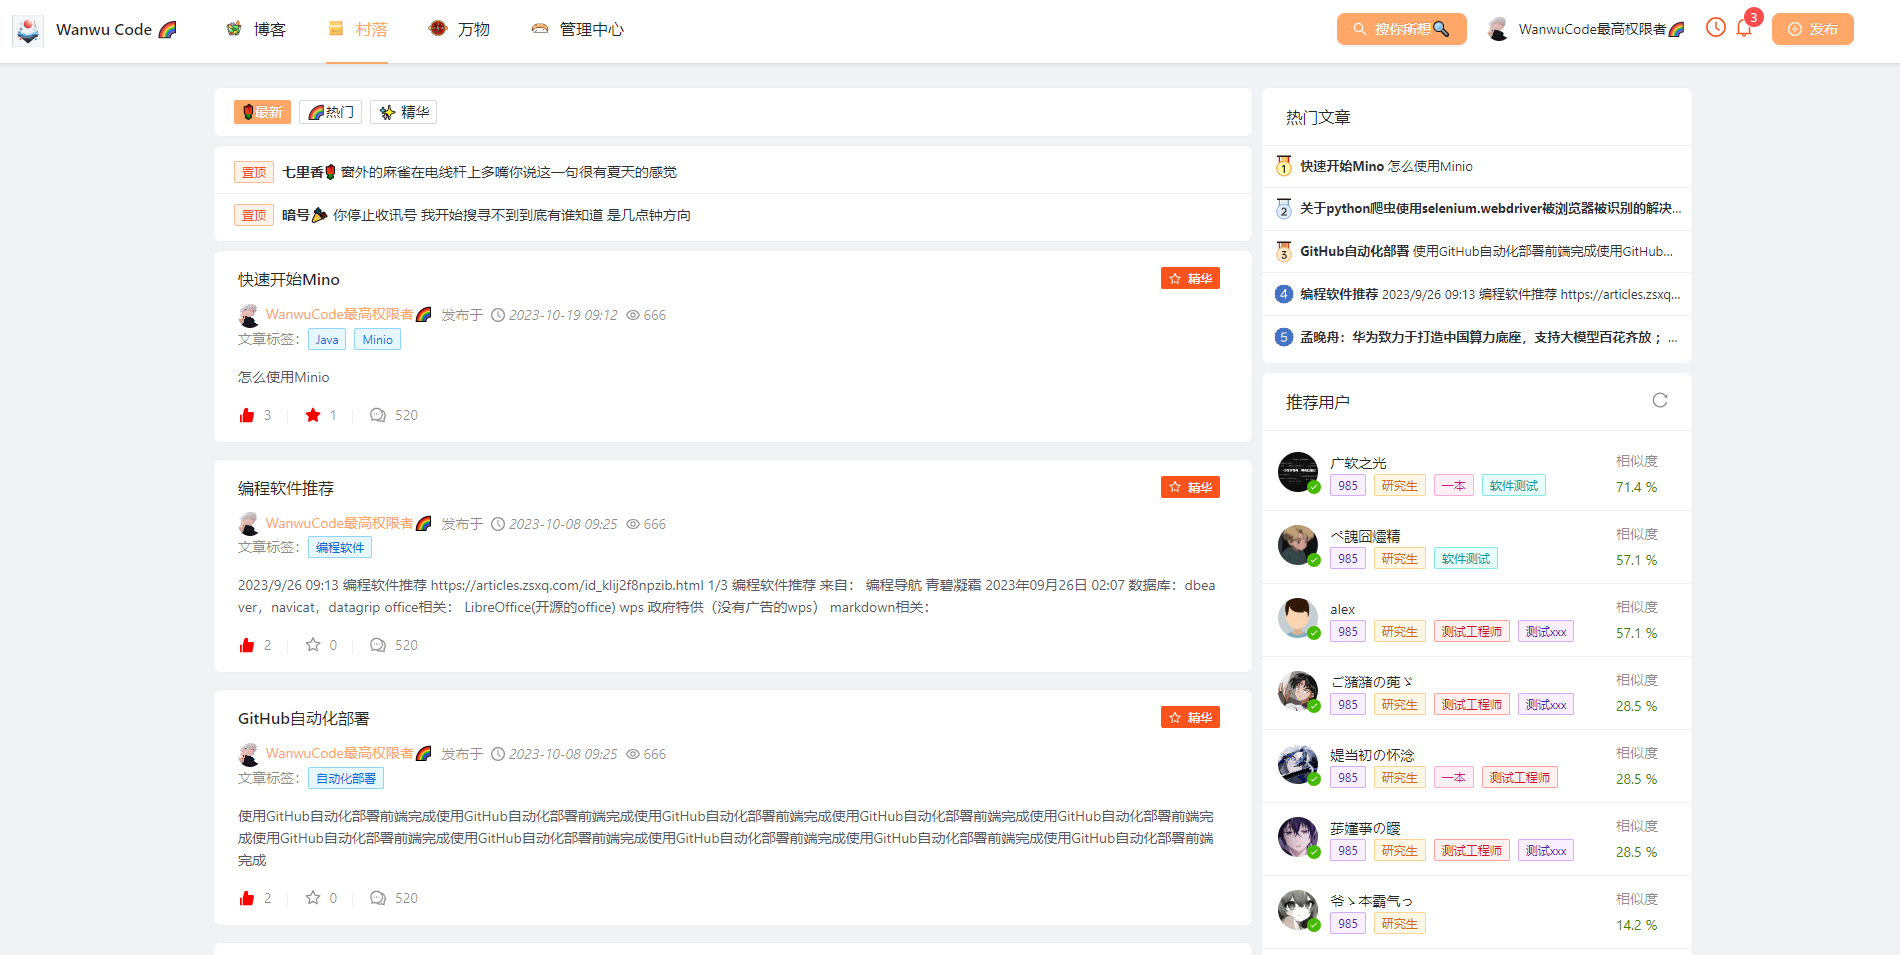 Wanwu Code
博客
村落
万物
管理中心
搜你所想
WanwuCode最高权限者
3
发布
最新
热门
精华
置顶 七里香 窗外的麻雀在电线杆上多嘴你说这一句很有夏天的感觉
置顶 暗号 你停止收讯号 我开始搜寻不到到底有谁知道 是几点钟方向
快速开始Mino
精华
WanwuCode最高权限者 发布于 2023-10-19 09:12 666
文章标签： Java Minio
怎么使用Minio
3 1 520
编程软件推荐
精华
WanwuCode最高权限者 发布于 2023-10-08 09:25 666
文章标签： 编程软件
2023/9/26 09:13 编程软件推荐 https://articles.zsxq.com/id_klij2f8npzib.html 1/3 编程软件推荐 来自： 编程导航 青碧凝霜 2023年09月26日 02:07 数据库：dbea
ver，navicat，datagrip office相关： LibreOffice(开源的office) wps 政府特供（没有广告的wps） markdown相关：
2 0 520
GitHub自动化部署
精华
WanwuCode最高权限者 发布于 2023-10-08 09:25 666
文章标签： 自动化部署
使用GitHub自动化部署前端完成使用GitHub自动化部署前端完成使用GitHub自动化部署前端完成使用GitHub自动化部署前端完成使用GitHub自动化部署前端完
成使用GitHub自动化部署前端完成使用GitHub自动化部署前端完成使用GitHub自动化部署前端完成使用GitHub自动化部署前端完成使用GitHub自动化部署前端
完成
2 0 520
热门文章
1 快速开始Mino 怎么使用Minio
2 关于python爬虫使用selenium.webdriver被浏览器被识别的解决...
3 GitHub自动化部署 使用GitHub自动化部署前端完成使用GitHub...
4 编程软件推荐 2023/9/26 09:13 编程软件推荐 https://articles.zsxq...
5 孟晚舟：华为致力于打造中国算力底座，支持大模型百花齐放； ...
推荐用户
广软之光 相似度
985 研究生 一本 软件测试 71.4 %
相似度
985 研究生 软件测试 57.1 %
alex 相似度
985 研究生 测试工程师 测试xxx 57.1 %
相似度
985 研究生 测试工程师 测试xxx 28.5 %
媞当初の怀淰 相似度
985 研究生 一本 测试工程师 28.5 %
相似度
985 研究生 测试工程师 测试xxx 28.5 %
爷ゝ本霸气っ 相似度
985 研究生 14.2 %